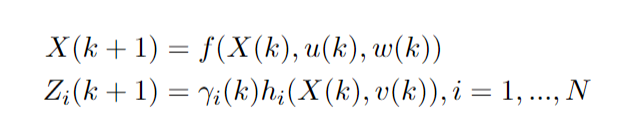 X(k + 1) = f(X(k), u(k), w(k))
Z_i(k + 1) = γ_i(k)h_i(X(k), v(k)), i = 1, ..., N